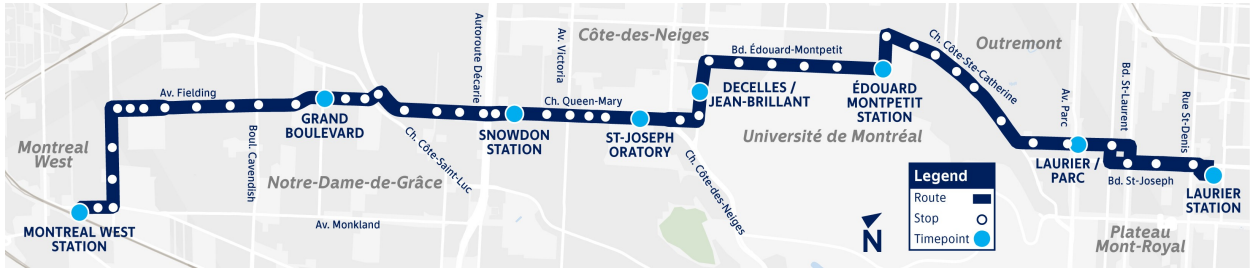 Montreal
West
MONTREAL WEST
STATION
Av. Fielding
Boul. Cavendish
Notre-Dame-de-Grâce
Av. Monkland
GRAND
BOULEVARD
Ch. Côte-Saint-Luc
Autoroute Décarie
SNOWDON
STATION
Av. Victoria
Côte-des-Neiges
Ch. Queen-Mary
ST-JOSEPH
ORATORY
Ch. Côte-des-Neiges
Bd. Édouard-Montpetit
DECELLES /
JEAN-BRILLANT
Université de Montréal
ÉDOUARD
MONTPETIT
STATION
Ch. Côte-Ste-Catherine
Outremont
Av. Parc
LAURIER /
PARC
Bd. St-Laurent
Bd. St-Joseph
Rue St-Denis
LAURIER
STATION
Plateau
Mont-Royal
N
Legend
Route
Stop
Timepoint